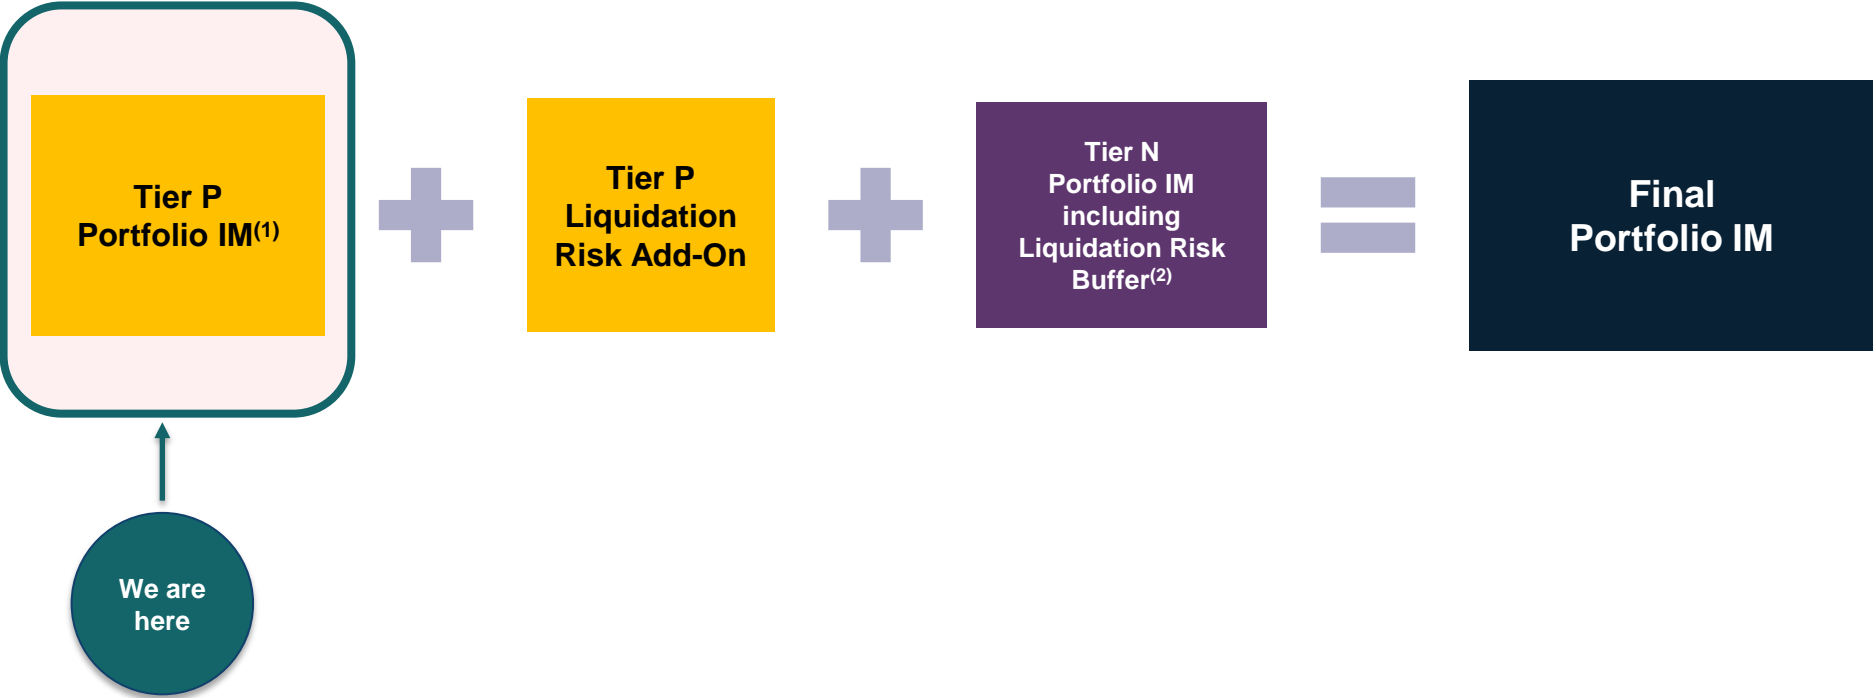 Tier P
Portfolio IM(1)
Tier P
Liquidation
Risk Add-On
Tier N
Portfolio IM
including
Liquidation Risk
Buffer(2)
Final
Portfolio IM
We are
here